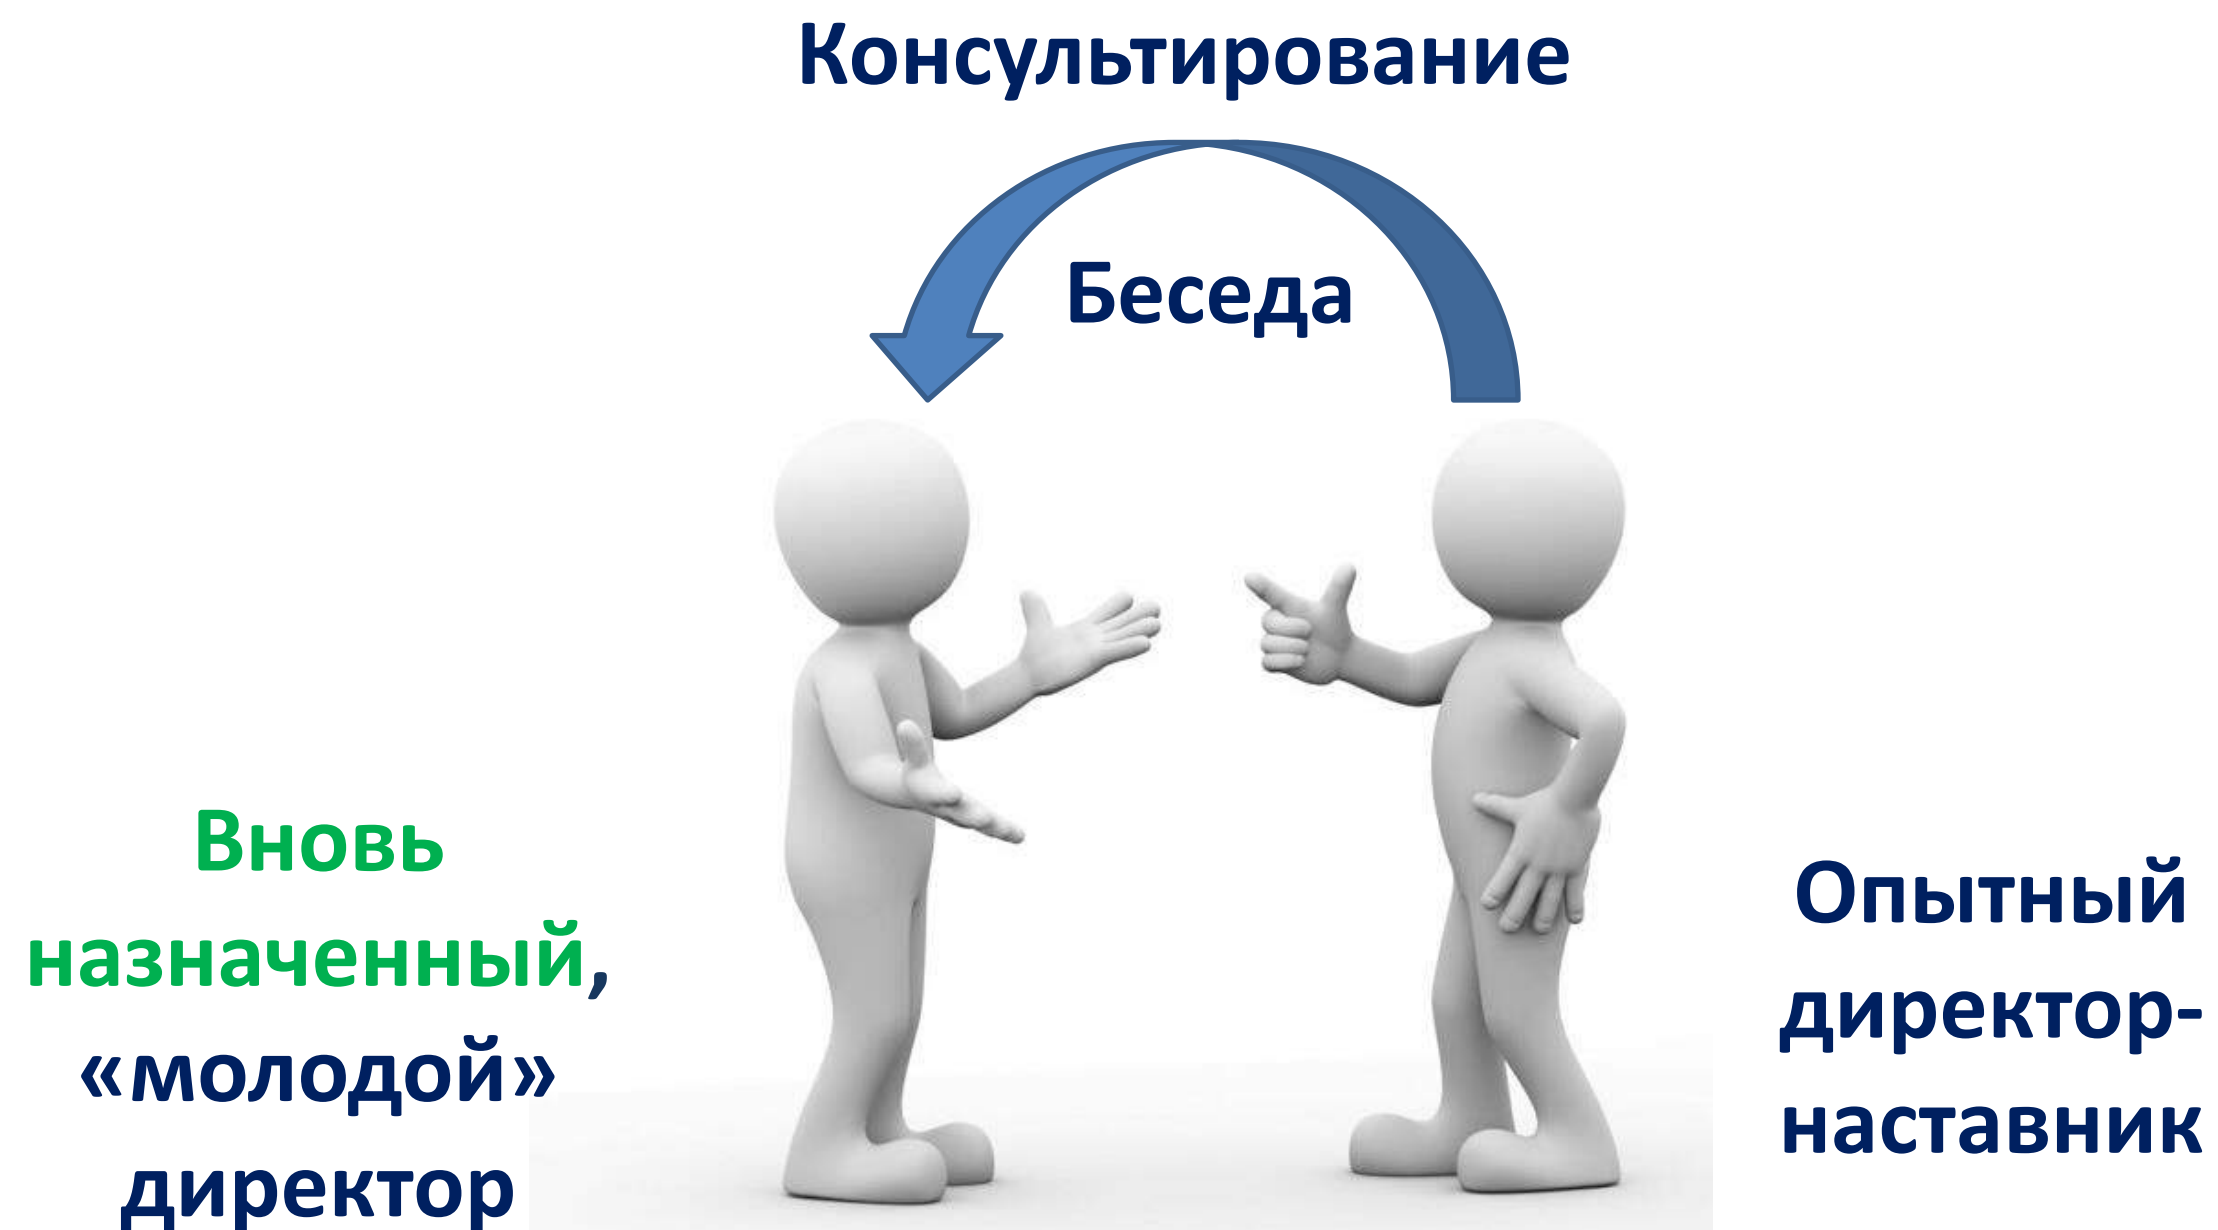 Консультирование
Беседа
Вновь
назначенный,
«молодой»
директор
Опытный
директор-
наставник